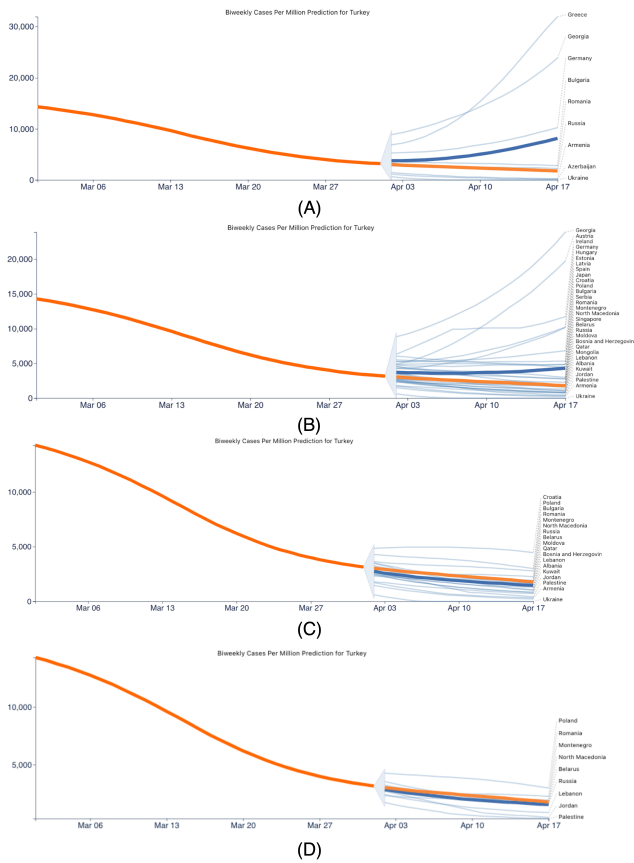 Biweekly Cases Per Million Prediction for Turkey
30,000
20,000
10,000
0
Mar 06
Mar 13
Mar 20
Mar 27
Apr 03
Apr 10
Apr 17
Greece
Georgia
Germany
Bulgaria
Romania
Russia
Armenia
Azerbaijan
Ukraine
(A)
Biweekly Cases Per Million Prediction for Turkey
20,000
15,000
10,000
5,000
0
Mar 06
Mar 13
Mar 20
Mar 27
Apr 03
Apr 10
Apr 17
Georgia
Austria
Ireland
Germany
Hungary
Estonia
Latvia
Spain
Japan
Croatia
Poland
Bulgaria
Serbia
Romania
Montenegro
North Macedonia
Singapore
Belarus
Russia
Moldova
Bosnia and Herzegovin
Qatar
Mongolia
Lebanon
Albania
Kuwait
Jordan
Palestine
Armenia
Ukraine
(B)
Biweekly Cases Per Million Prediction for Turkey
10,000
5,000
0
Mar 06
Mar 13
Mar 20
Mar 27
Apr 03
Apr 10
Apr 17
Croatia
Poland
Bulgaria
Romania
Montenegro
North Macedonia
Russia
Belarus
Moldova
Qatar
Bosnia and Herzegovin
Lebanon
Albania
Kuwait
Jordan
Palestine
Armenia
Ukraine
(C)
Biweekly Cases Per Million Prediction for Turkey
10,000
5,000
Mar 06
Mar 13
Mar 20
Mar 27
Apr 03
Apr 10
Apr 17
Poland
Romania
Montenegro
North Macedonia
Belarus
Russia
Lebanon
Jordan
Palestine
(D)